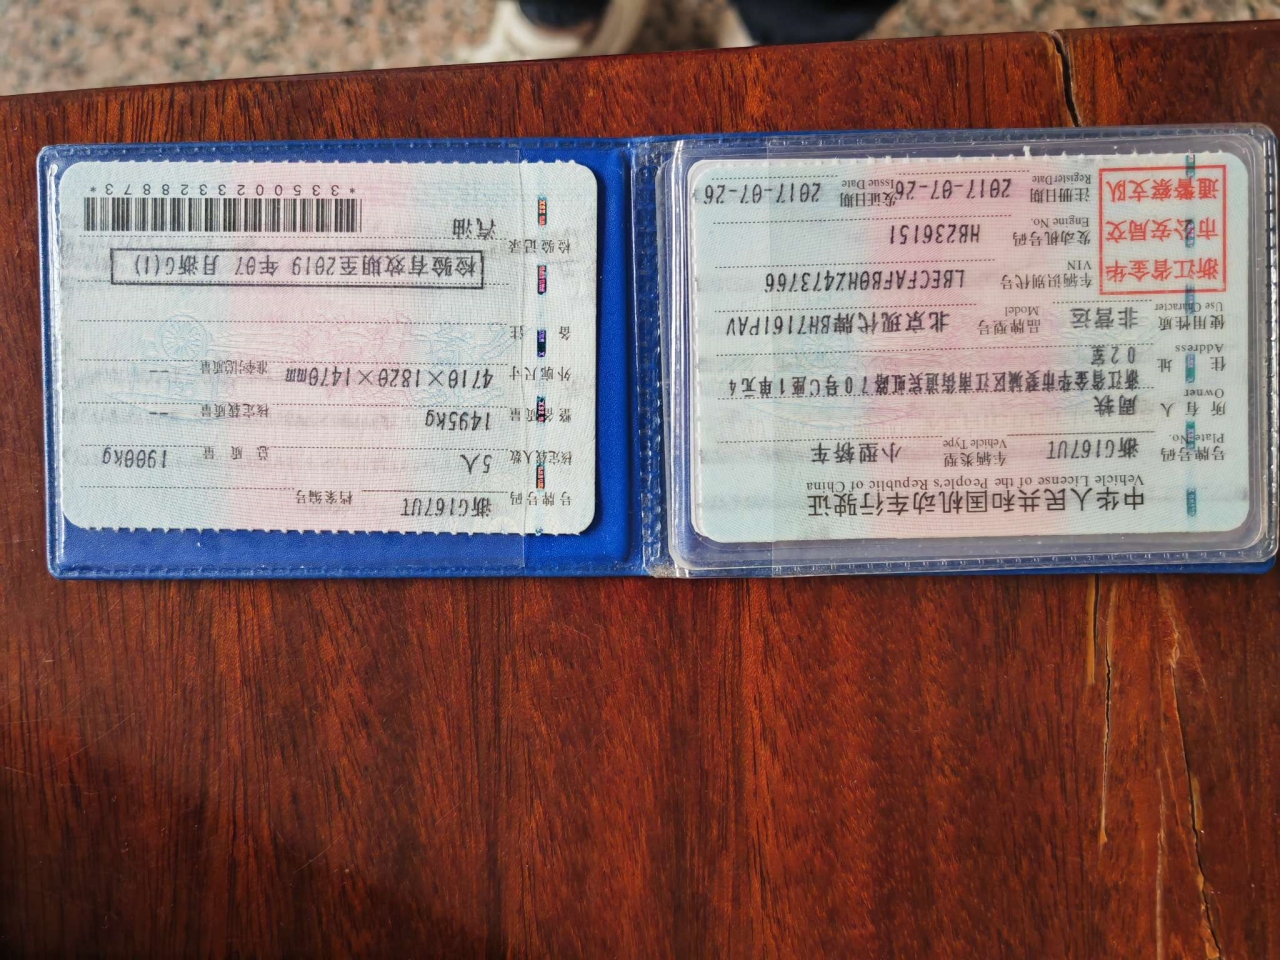 中华人民共和国机动车行驶证
Vehicle License of the People's Republic of China
号牌号码 浙G167UT 车辆类型 小型轿车
Plate No. Vehicle Type
所有人 周轶
Owner
住址 浙江省金华市婺城区江南街道宾虹路70号C座1单元4
02室
Address
使用性质 非营运 品牌型号 北京现代牌BH7161PAV
Use Character Model
浙江省金华
市公安局交
通警察支队
车辆识别代号 LBECFAFB0HZ473766
VIN
发动机号码 HB236151
Engine No.
注册日期 2017-07-26 发证日期 2017-07-26*
Register Date Issue Date
号牌号码 浙G167UT 档案编号
核定载人数 5人 总质量 1900kg
整备质量 1495kg 核定载质量 --
外廓尺寸 4710×1820×1470mm 准牵引总质量 --
备注
检验有效期至2019年07月浙G(1)
检验记录
汽油
*3350023328873*